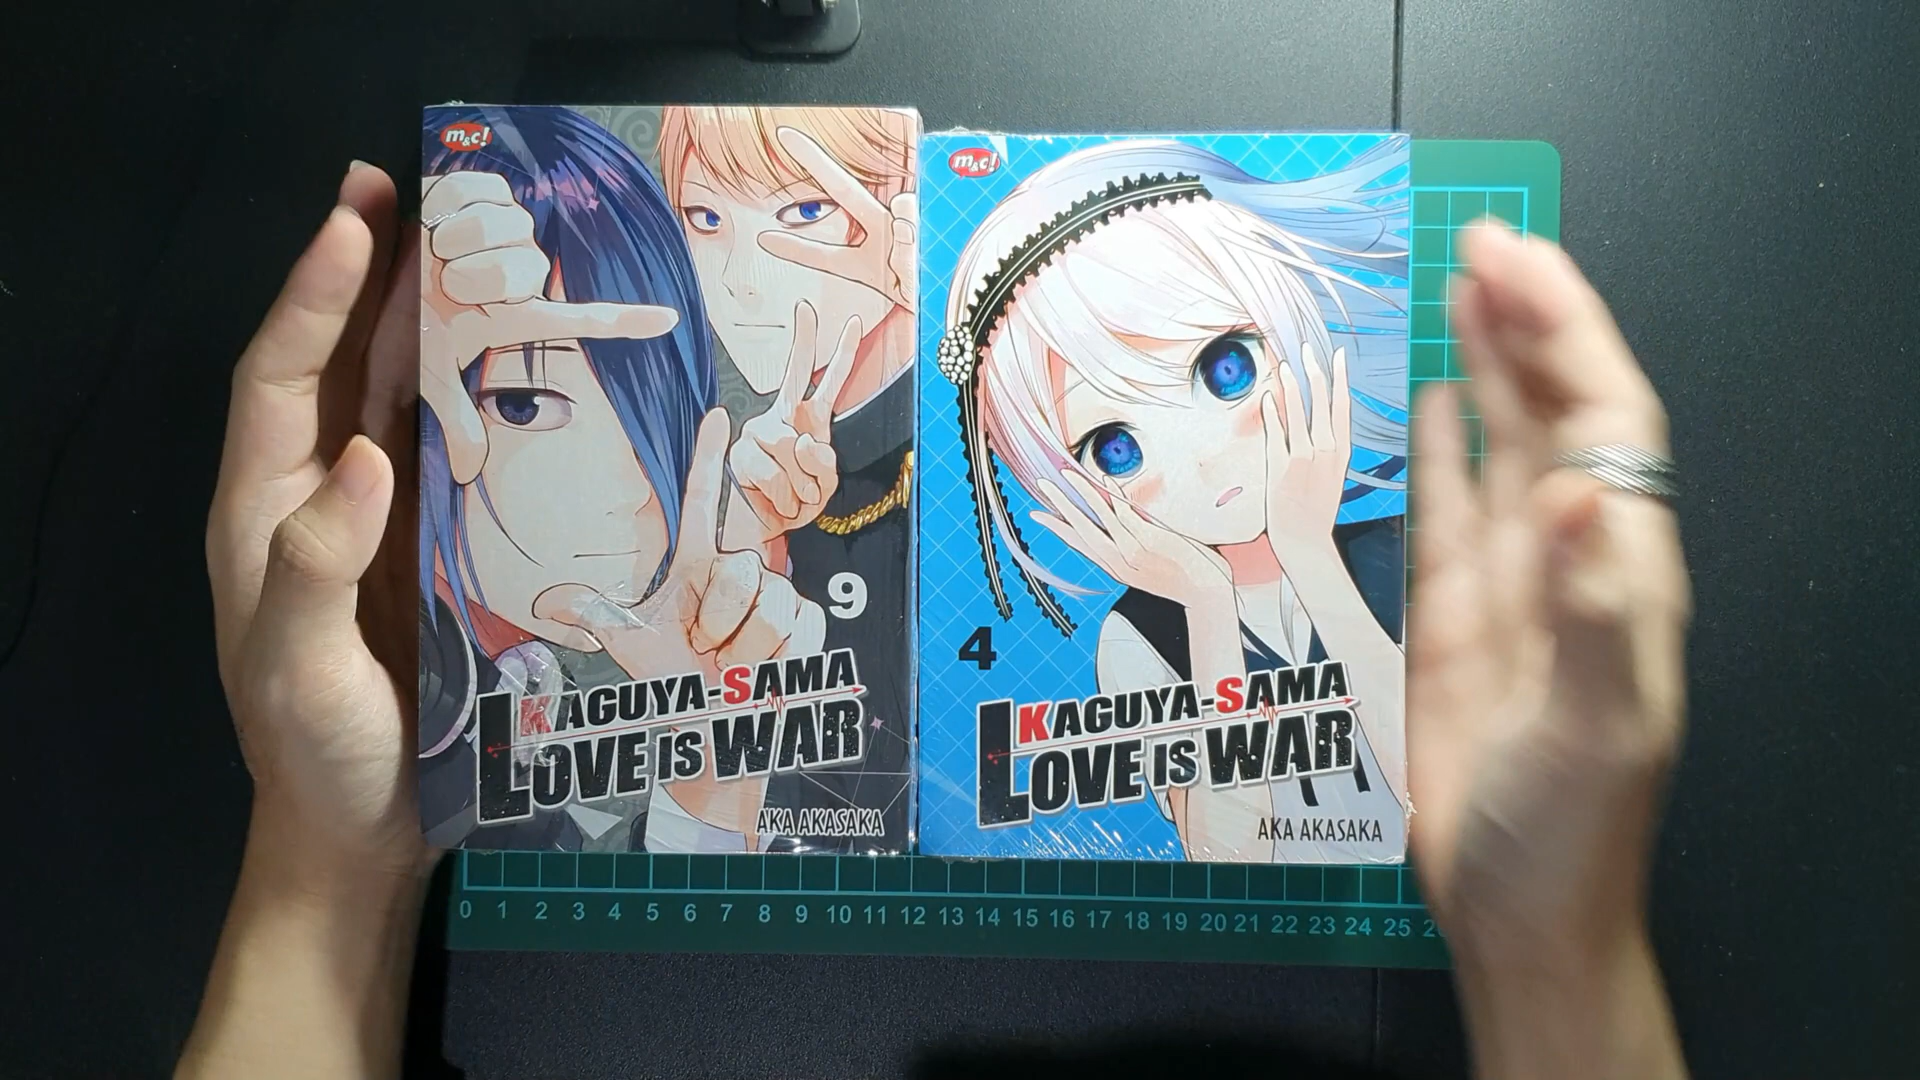 m&c!
9
KAGUYA-SAMA
LOVE IS WAR
AKA AKASAKA
m&c!
4
KAGUYA-SAMA
LOVE IS WAR
AKA AKASAKA
0 1 2 3 4 5 6 7 8 9 10 11 12 13 14 15 16 17 18 19 20 21 22 23 24 25